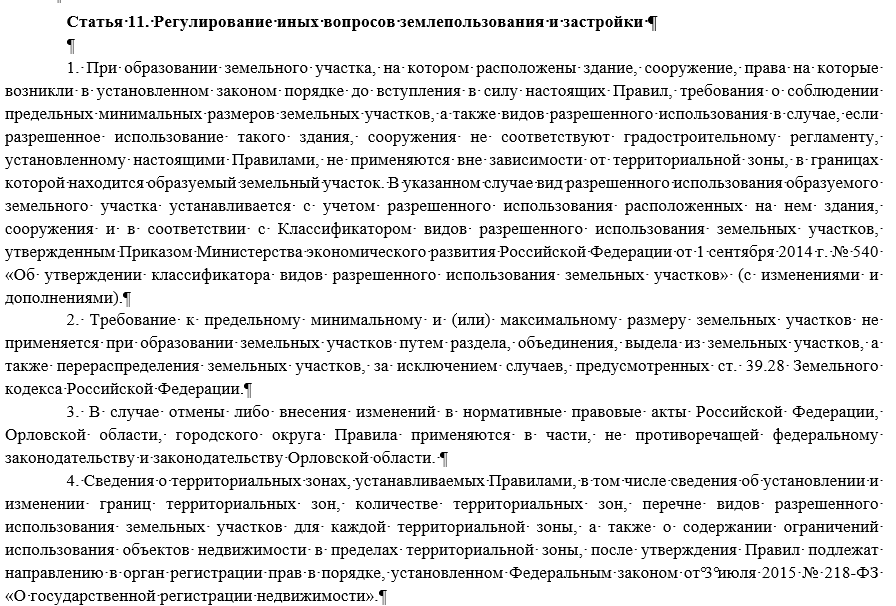 Статья 11. Регулирование иных вопросов землепользования и застройки ¶
¶
1. При образовании земельного участка, на котором расположены здание, сооружение, права на которые
возникли в установленном законом порядке до вступления в силу настоящих Правил, требования о соблюдении
предельных минимальных размеров земельных участков, а также видов разрешенного использования в случае, если
разрешенное использование такого здания, сооружения не соответствуют градостроительному регламенту,
установленному настоящими Правилами, не применяются вне зависимости от территориальной зоны, в границах
которой находится образуемый земельный участок. В указанном случае вид разрешенного использования образуемого
земельного участка устанавливается с учетом разрешенного использования расположенных на нем здания,
сооружения и в соответствии с Классификатором видов разрешенного использования земельных участков,
утвержденным Приказом Министерства экономического развития Российской Федерации от 1 сентября 2014 г. № 540
«Об утверждении классификатора видов разрешенного использования земельных участков» (с изменениями и
дополнениями).¶
2. Требование к предельному минимальному и (или) максимальному размеру земельных участков не
применяется при образовании земельных участков путем раздела, объединения, выдела из земельных участков, а
также перераспределения земельных участков, за исключением случаев, предусмотренных ст. 39.28 Земельного
кодекса Российской Федерации.¶
3. В случае отмены либо внесения изменений в нормативные правовые акты Российской Федерации,
Орловской области, городского округа Правила применяются в части, не противоречащей федеральному
законодательству и законодательству Орловской области. ¶
4. Сведения о территориальных зонах, устанавливаемых Правилами, в том числе сведения об установлении и
изменении границ территориальных зон, количестве территориальных зон, перечне видов разрешенного
использования земельных участков для каждой территориальной зоны, а также о содержании ограничений
использования объектов недвижимости в пределах территориальной зоны, после утверждения Правил подлежат
направлению в орган регистрации прав в порядке, установленном Федеральным законом от°3°июля 2015 № 218-ФЗ
«О государственной регистрации недвижимости».¶